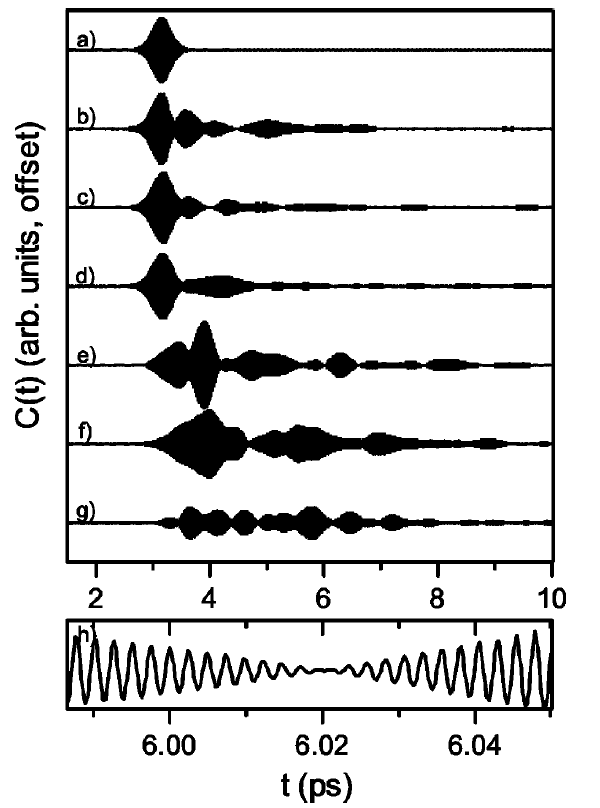 C(t) (arb. units, offset)
a)
b)
c)
d)
e)
f)
g)
2 4 6 8 10
h)
6.00 6.02 6.04
t (ps)